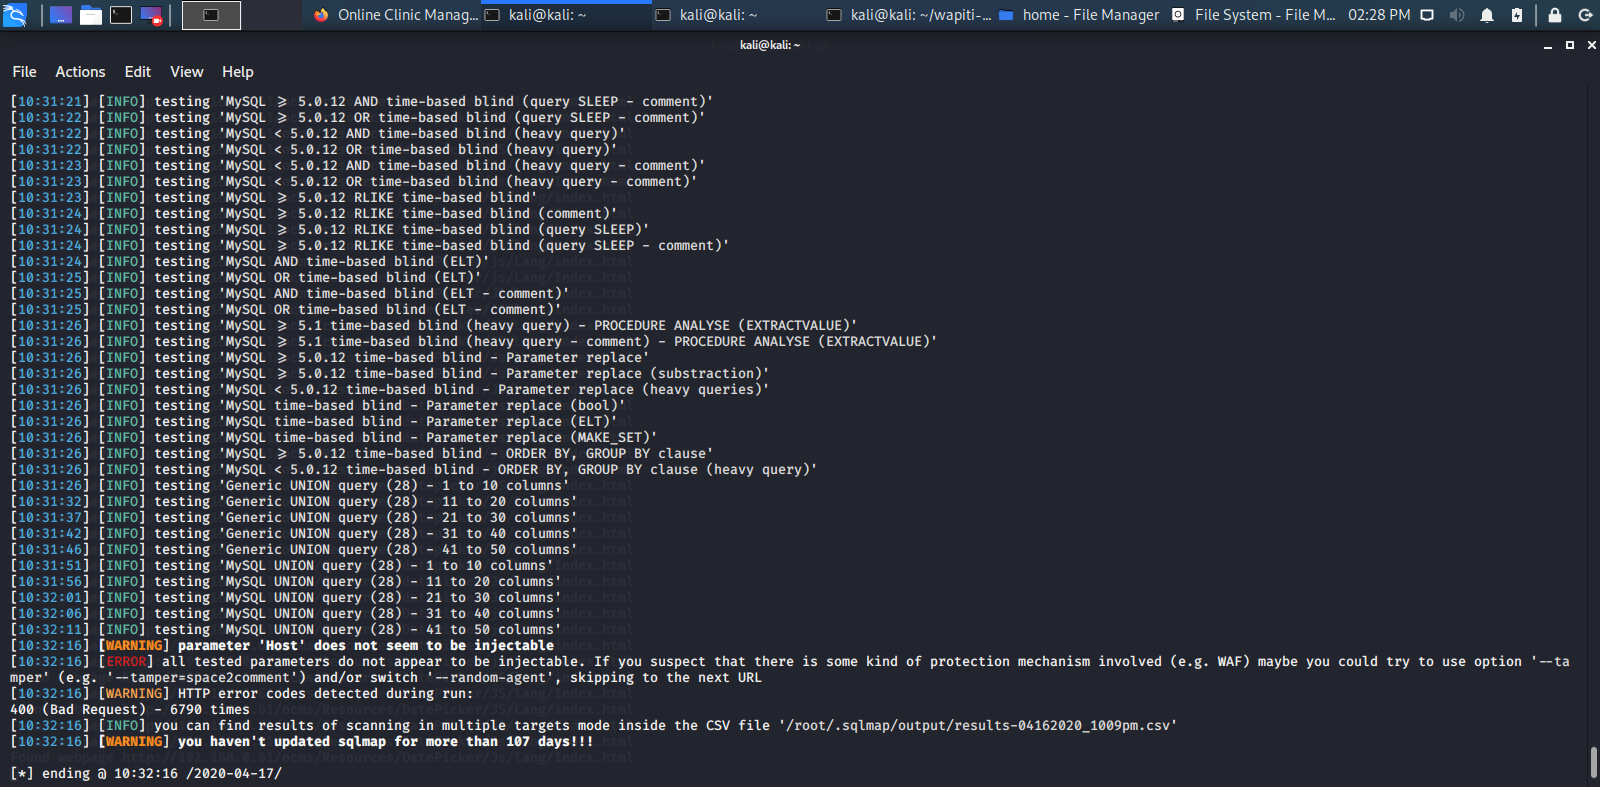 Online Clinic Manag...
kali@kali: ~
kali@kali: ~
kali@kali: ~/wapiti-...
home - File Manager
File System - File M...
02:28 PM
kali@kali: ~
File Actions Edit View Help
[10:31:21] [INFO] testing 'MySQL ≥ 5.0.12 AND time-based blind (query SLEEP - comment)'
[10:31:22] [INFO] testing 'MySQL ≥ 5.0.12 OR time-based blind (query SLEEP - comment)'
[10:31:22] [INFO] testing 'MySQL < 5.0.12 AND time-based blind (heavy query)'
[10:31:22] [INFO] testing 'MySQL < 5.0.12 OR time-based blind (heavy query)'
[10:31:23] [INFO] testing 'MySQL < 5.0.12 AND time-based blind (heavy query - comment)'
[10:31:23] [INFO] testing 'MySQL < 5.0.12 OR time-based blind (heavy query - comment)'
[10:31:23] [INFO] testing 'MySQL ≥ 5.0.12 RLIKE time-based blind'
[10:31:24] [INFO] testing 'MySQL ≥ 5.0.12 RLIKE time-based blind (comment)'
[10:31:24] [INFO] testing 'MySQL ≥ 5.0.12 RLIKE time-based blind (query SLEEP)'
[10:31:24] [INFO] testing 'MySQL ≥ 5.0.12 RLIKE time-based blind (query SLEEP - comment)'
[10:31:24] [INFO] testing 'MySQL AND time-based blind (ELT)'
[10:31:25] [INFO] testing 'MySQL OR time-based blind (ELT)'
[10:31:25] [INFO] testing 'MySQL AND time-based blind (ELT - comment)'
[10:31:25] [INFO] testing 'MySQL OR time-based blind (ELT - comment)'
[10:31:26] [INFO] testing 'MySQL ≥ 5.1 time-based blind (heavy query) - PROCEDURE ANALYSE (EXTRACTVALUE)'
[10:31:26] [INFO] testing 'MySQL ≥ 5.1 time-based blind (heavy query - comment) - PROCEDURE ANALYSE (EXTRACTVALUE)'
[10:31:26] [INFO] testing 'MySQL ≥ 5.0.12 time-based blind - Parameter replace'
[10:31:26] [INFO] testing 'MySQL ≥ 5.0.12 time-based blind - Parameter replace (substraction)'
[10:31:26] [INFO] testing 'MySQL < 5.0.12 time-based blind - Parameter replace (heavy queries)'
[10:31:26] [INFO] testing 'MySQL time-based blind - Parameter replace (bool)'
[10:31:26] [INFO] testing 'MySQL time-based blind - Parameter replace (ELT)'
[10:31:26] [INFO] testing 'MySQL time-based blind - Parameter replace (MAKE_SET)'
[10:31:26] [INFO] testing 'MySQL ≥ 5.0.12 time-based blind - ORDER BY, GROUP BY clause'
[10:31:26] [INFO] testing 'MySQL < 5.0.12 time-based blind - ORDER BY, GROUP BY clause (heavy query)'
[10:31:26] [INFO] testing 'Generic UNION query (28) - 1 to 10 columns'
[10:31:32] [INFO] testing 'Generic UNION query (28) - 11 to 20 columns'
[10:31:37] [INFO] testing 'Generic UNION query (28) - 21 to 30 columns'
[10:31:42] [INFO] testing 'Generic UNION query (28) - 31 to 40 columns'
[10:31:46] [INFO] testing 'Generic UNION query (28) - 41 to 50 columns'
[10:31:51] [INFO] testing 'MySQL UNION query (28) - 1 to 10 columns'
[10:31:56] [INFO] testing 'MySQL UNION query (28) - 11 to 20 columns'
[10:32:01] [INFO] testing 'MySQL UNION query (28) - 21 to 30 columns'
[10:32:06] [INFO] testing 'MySQL UNION query (28) - 31 to 40 columns'
[10:32:11] [INFO] testing 'MySQL UNION query (28) - 41 to 50 columns'
[10:32:16] [WARNING] parameter 'Host' does not seem to be injectable
[10:32:16] [ERROR] all tested parameters do not appear to be injectable. If you suspect that there is some kind of protection mechanism involved (e.g. WAF) maybe you could try to use option '--ta
mper' (e.g. '--tamper=space2comment') and/or switch '--random-agent', skipping to the next URL
[10:32:16] [WARNING] HTTP error codes detected during run:
400 (Bad Request) - 6790 times
[10:32:16] [INFO] you can find results of scanning in multiple targets mode inside the CSV file '/root/.sqlmap/output/results-04162020_1009pm.csv'
[10:32:16] [WARNING] you haven't updated sqlmap for more than 107 days!!!
Found webpage http://192.168.0.61/ocms/Resources/DatePicker/Js/lang/index.html
[*] ending @ 10:32:16 /2020-04-17/